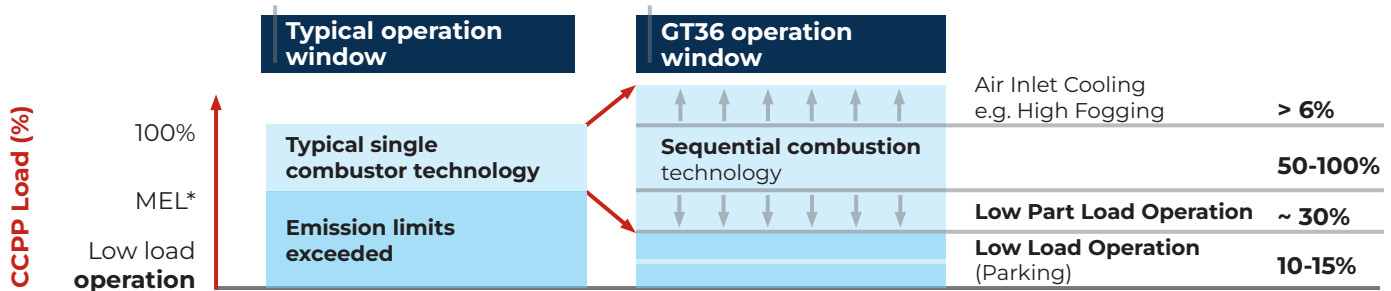 Typical operation
window
GT36 operation
window
CCPP Load (%)
100%
MEL*
Low load
operation
Typical single
combustor technology
Emission limits
exceeded
Sequential combustion
technology
Air Inlet Cooling
e.g. High Fogging
> 6%
50-100%
Low Part Load Operation
~ 30%
Low Load Operation
(Parking)
10-15%